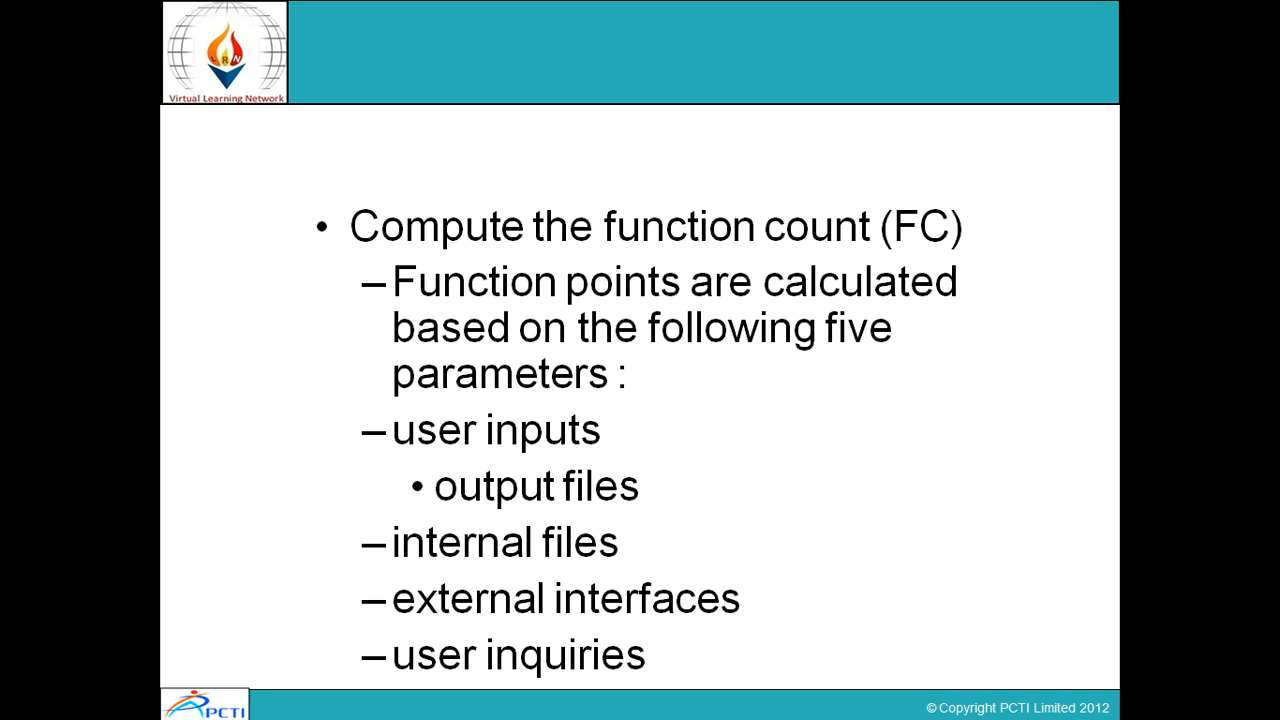 LRN
Virtual Learning Network
• Compute the function count (FC)
– Function points are calculated
based on the following five
parameters :
– user inputs
• output files
– internal files
– external interfaces
– user inquiries
PCTI
© Copyright PCTI Limited 2012